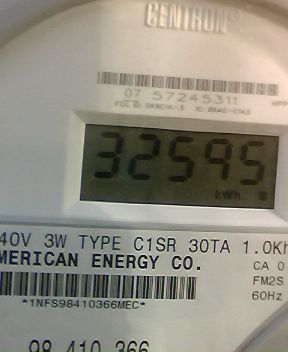 CENTRON®
07 57245311
32595
kWh
40V 3W TYPE C1SR 30TA 1.0Kh
MERICAN ENERGY CO.
CA 0
FM2S
60Hz
*1NFS98410366MEC*
98 410 366